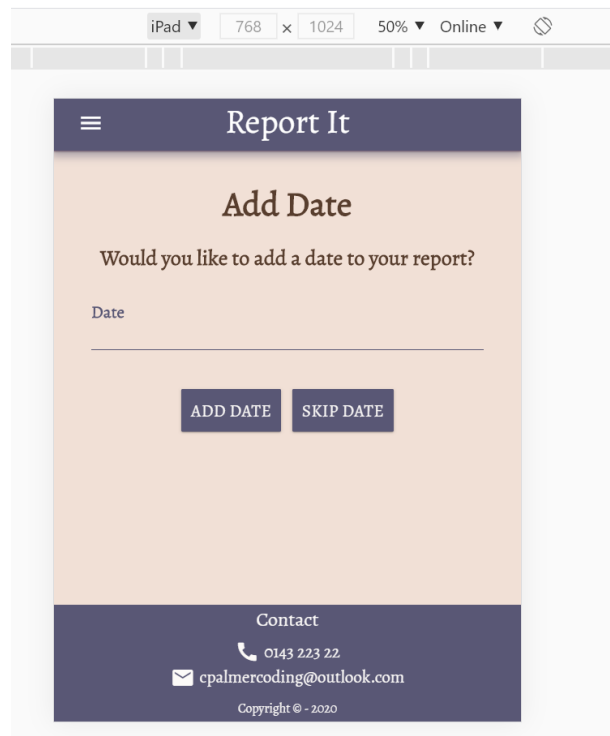 iPad ▼ 768 × 1024 50% ▼ Online ▼
Report It
Add Date
Would you like to add a date to your report?
Date
ADD DATE SKIP DATE
Contact
0143 223 22
cpalmercoding@outlook.com
Copyright © - 2020